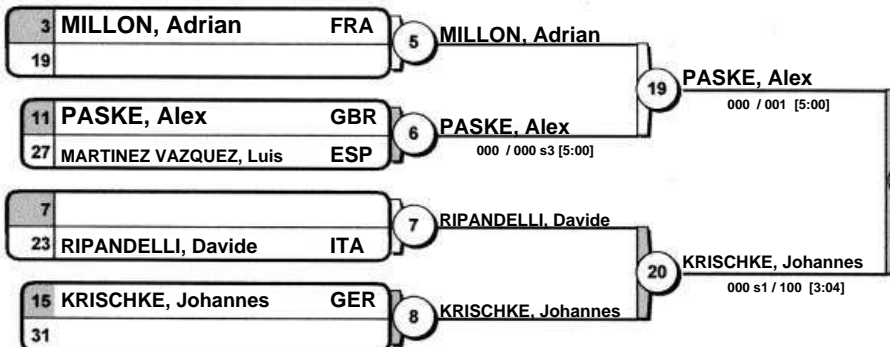 3 MILLON, Adrian FRA
19
5
MILLON, Adrian
11 PASKE, Alex GBR
27 MARTINEZ VAZQUEZ, Luis ESP
6
PASKE, Alex
000 / 000 s3 [5:00]
19
PASKE, Alex
000 / 001 [5:00]
7
23 RIPANDELLI, Davide ITA
7
RIPANDELLI, Davide
15 KRISCHKE, Johannes GER
31
8
KRISCHKE, Johannes
20
KRISCHKE, Johannes
000 s1 / 100 [3:04]